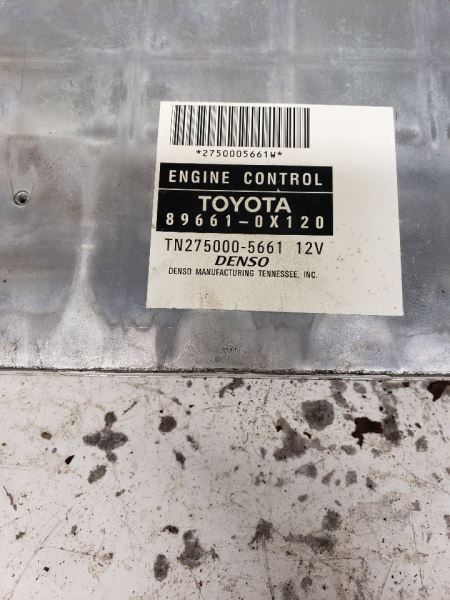 *2750005661W*
ENGINE CONTROL
TOYOTA
89661-0X120
TN275000-5661 12V
DENSO
DENSO MANUFACTURING TENNESSEE, INC.